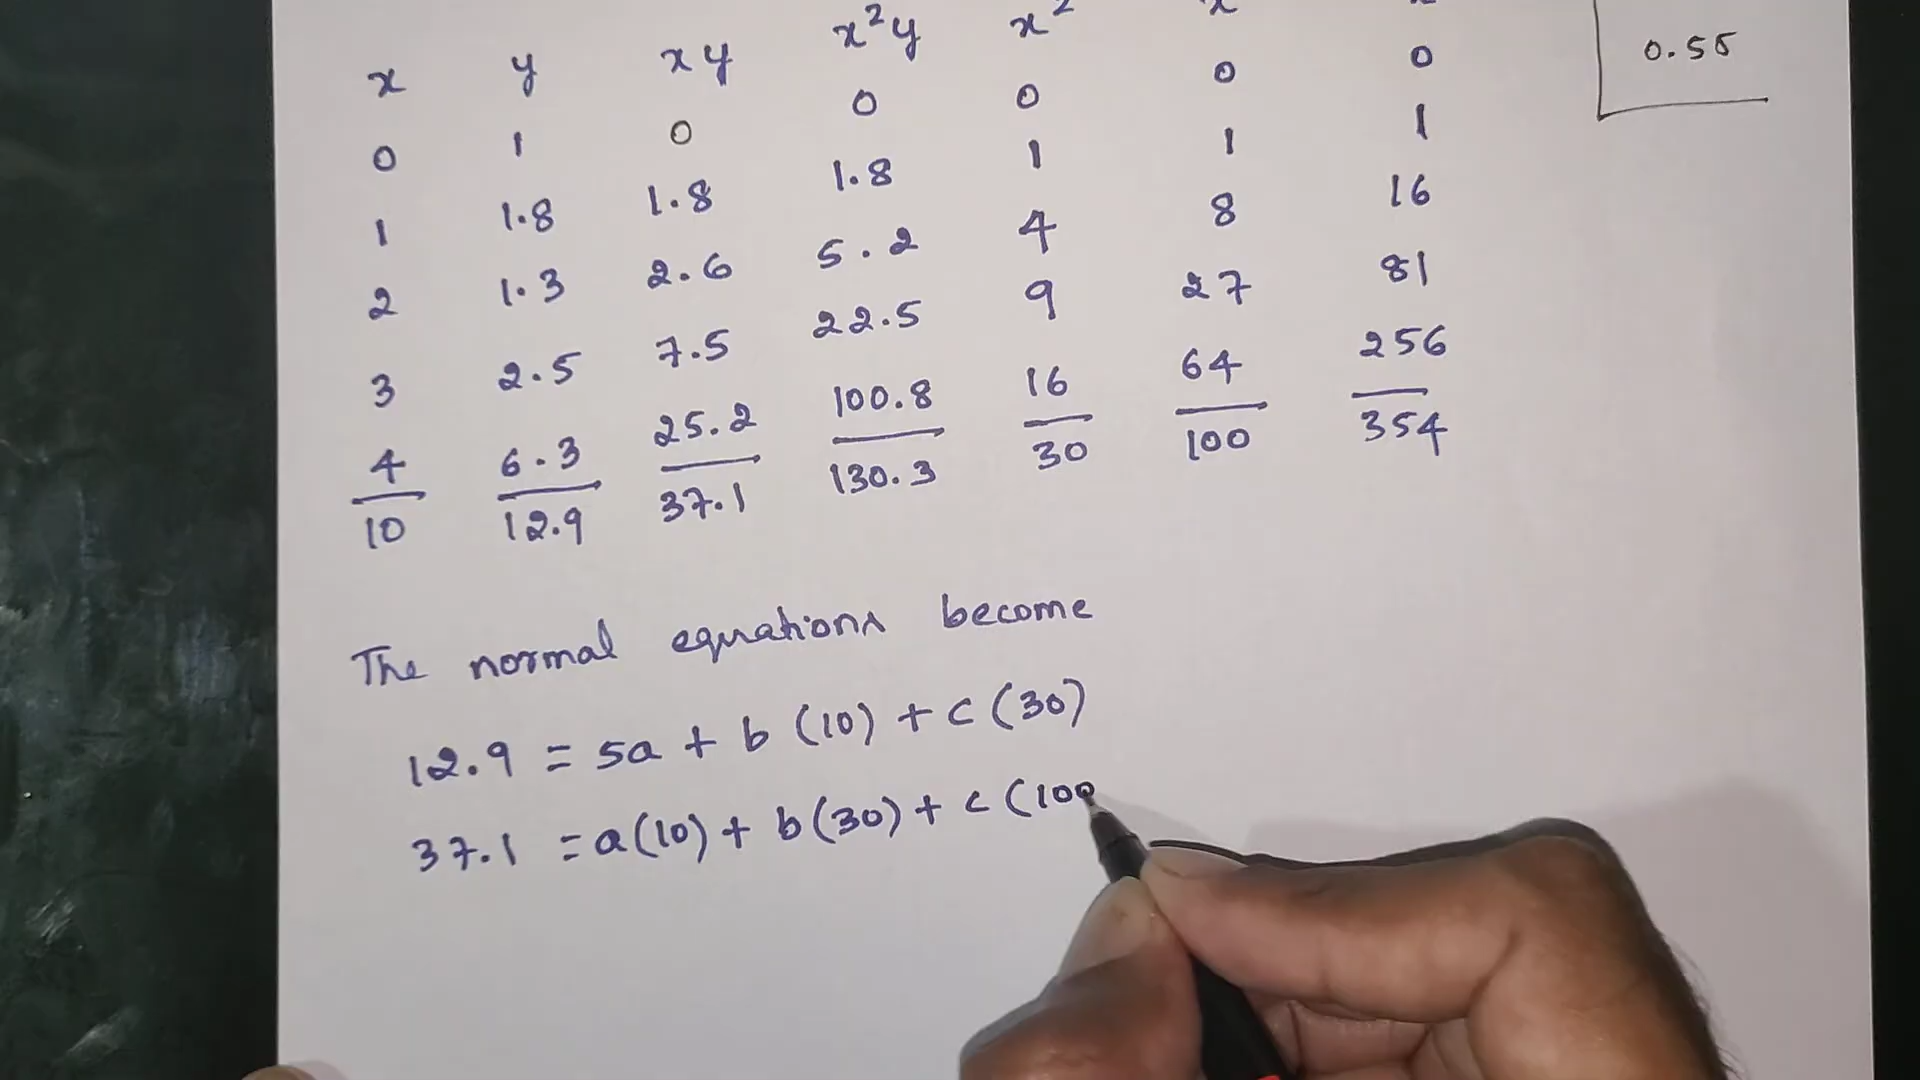 x y xy x²y x² x x
0 1 0 0 0 0 0
1 1.8 1.8 1.8 1 1 1
2 1.3 2.6 5.2 4 8 16
3 2.5 7.5 22.5 9 27 81
4 6.3 25.2 100.8 16 64 256
10 12.9 37.1 130.3 30 100 354
0.55
The normal equations become
12.9 = 5a + b (10) + c (30)
37.1 = a(10) + b(30) + c (100